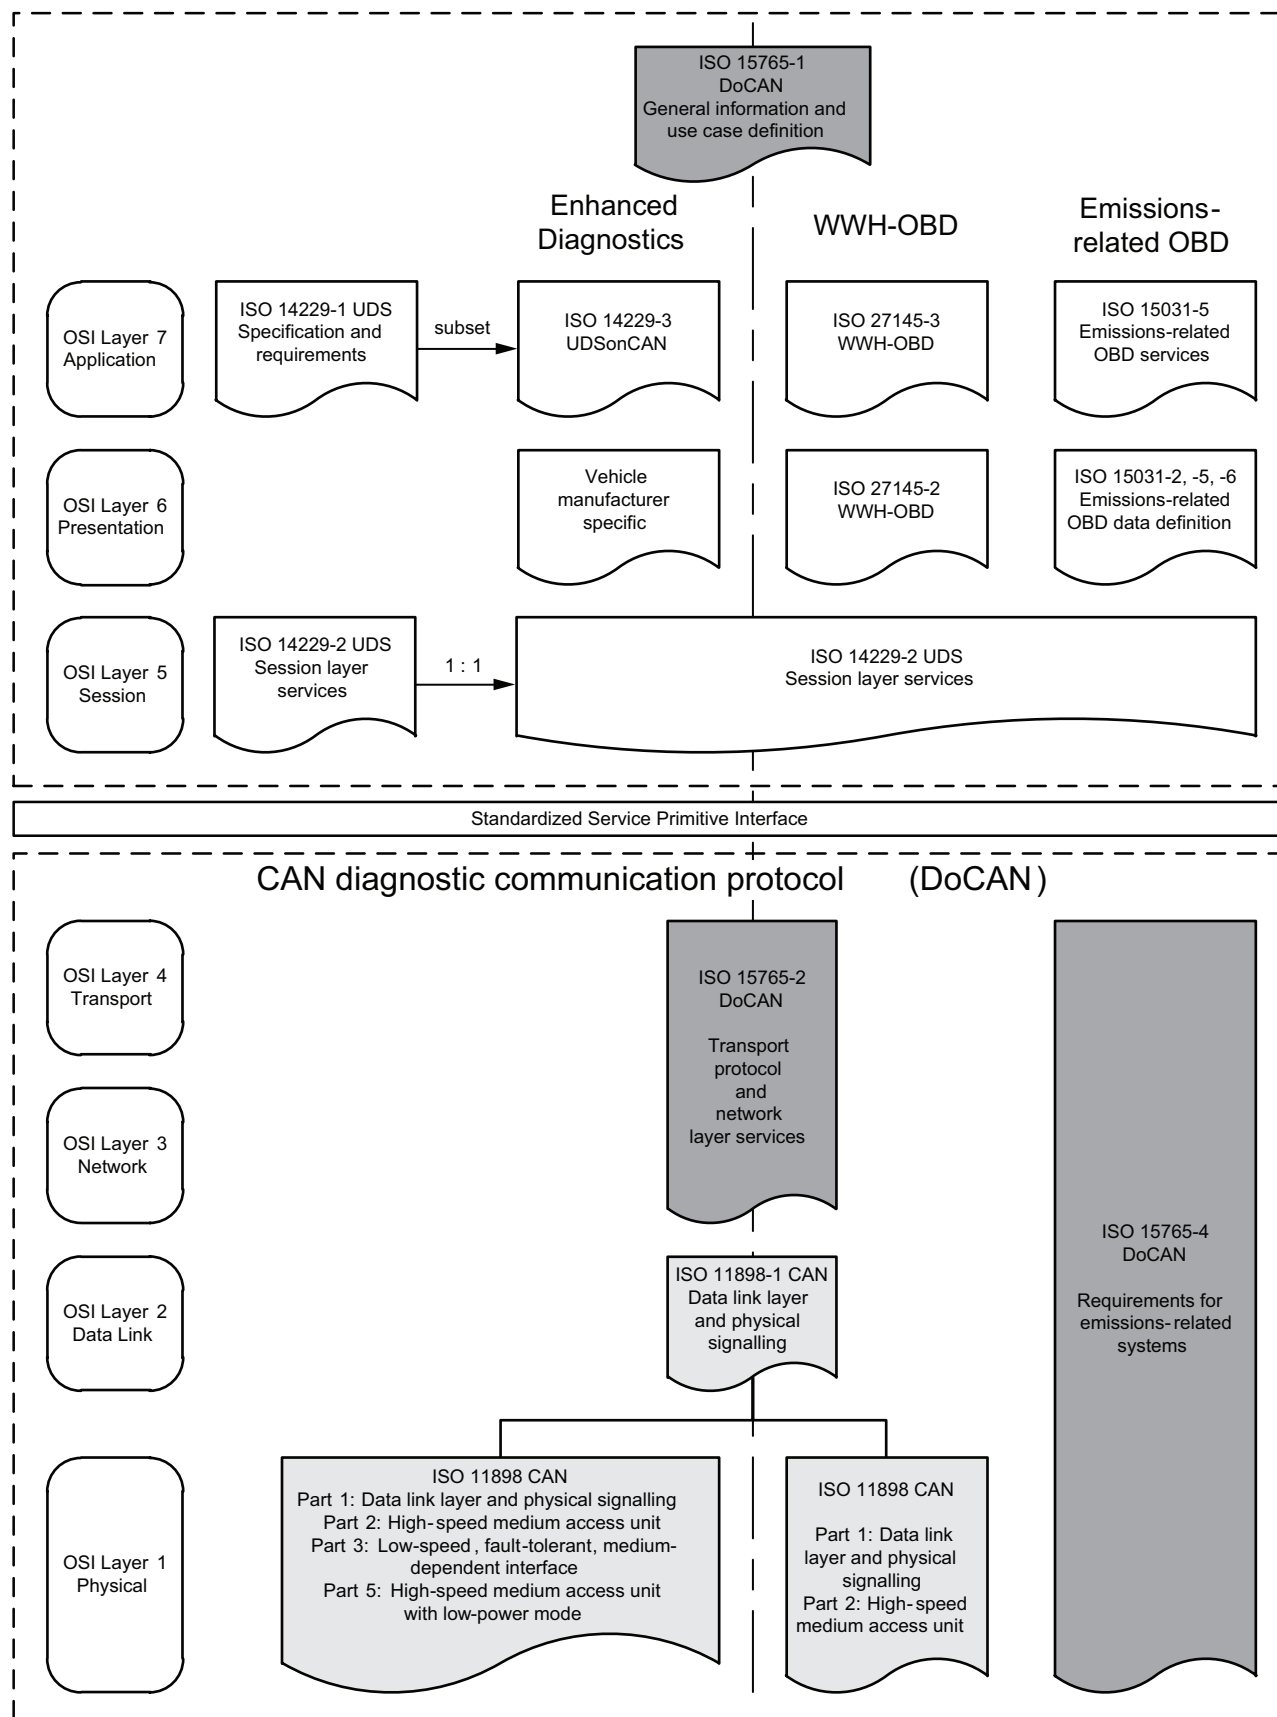 ISO 15765-1
DoCAN
General information and
use case definition
Enhanced
Diagnostics
WWH-OBD
Emissions-
related OBD
OSI Layer 7
Application
ISO 14229-1 UDS
Specification and
requirements
subset
ISO 14229-3
UDSonCAN
ISO 27145-3
WWH-OBD
ISO 15031-5
Emissions-related
OBD services
OSI Layer 6
Presentation
Vehicle
manufacturer
specific
ISO 27145-2
WWH-OBD
ISO 15031-2, -5, -6
Emissions-related
OBD data definition
OSI Layer 5
Session
ISO 14229-2 UDS
Session layer
services
1 : 1
ISO 14229-2 UDS
Session layer services
Standardized Service Primitive Interface
CAN diagnostic communication protocol (DoCAN)
OSI Layer 4
Transport
ISO 15765-2
DoCAN
Transport
protocol
and
network
layer services
OSI Layer 3
Network
ISO 15765-4
DoCAN
Requirements for
emissions-related
systems
OSI Layer 2
Data Link
ISO 11898-1 CAN
Data link layer
and physical
signalling
OSI Layer 1
Physical
ISO 11898 CAN
Part 1: Data link layer and physical signalling
Part 2: High-speed medium access unit
Part 3: Low-speed, fault-tolerant, medium-
dependent interface
Part 5: High-speed medium access unit
with low-power mode
ISO 11898 CAN
Part 1: Data link
layer and physical
signalling
Part 2: High-speed
medium access unit